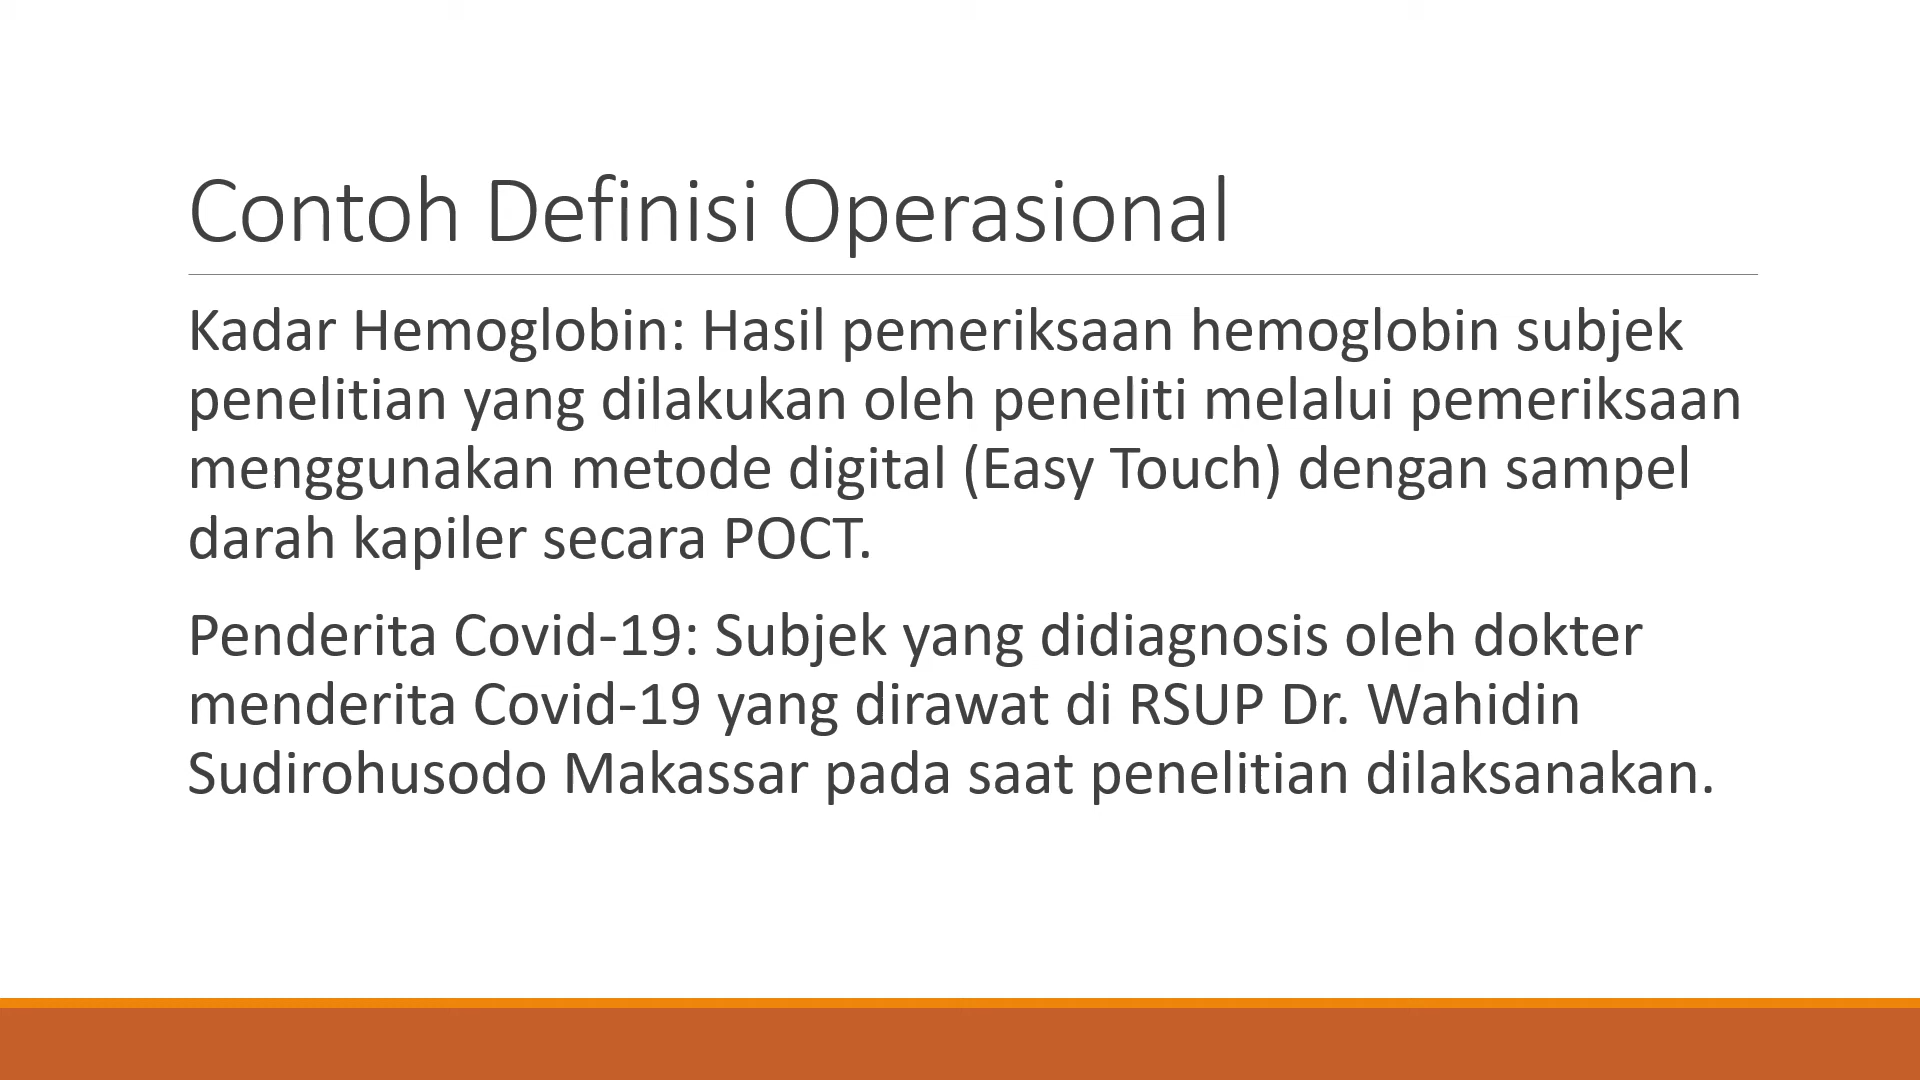 Contoh Definisi Operasional
Kadar Hemoglobin: Hasil pemeriksaan hemoglobin subjek
penelitian yang dilakukan oleh peneliti melalui pemeriksaan
menggunakan metode digital (Easy Touch) dengan sampel
darah kapiler secara POCT.
Penderita Covid-19: Subjek yang didiagnosis oleh dokter
menderita Covid-19 yang dirawat di RSUP Dr. Wahidin
Sudirohusodo Makassar pada saat penelitian dilaksanakan.